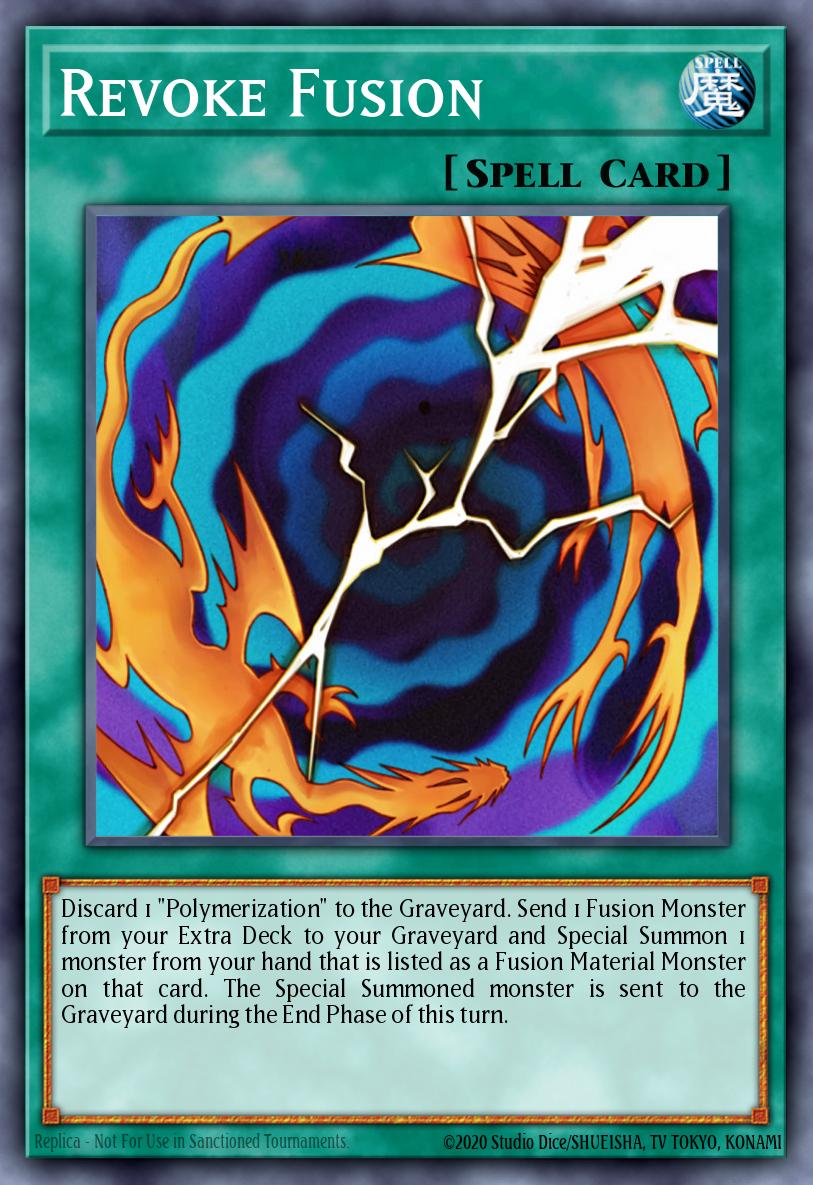 Revoke Fusion
SPELL
魔
[ Spell Card ]
Discard 1 "Polymerization" to the Graveyard. Send 1 Fusion Monster
from your Extra Deck to your Graveyard and Special Summon 1
monster from your hand that is listed as a Fusion Material Monster
on that card. The Special Summoned monster is sent to the
Graveyard during the End Phase of this turn.
Replica - Not For Use in Sanctioned Tournaments.
©2020 Studio Dice/SHUEISHA, TV TOKYO, KONAMI